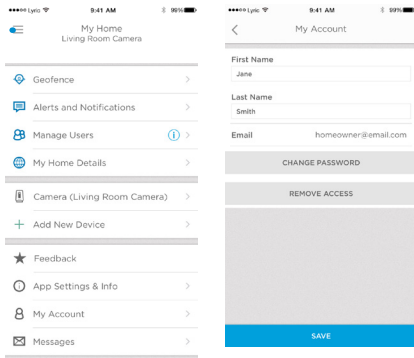 Lyric 9:41 AM 99%
My Home
Living Room Camera
Geofence
Alerts and Notifications
Manage Users
My Home Details
Camera (Living Room Camera)
Add New Device
Feedback
App Settings & Info
My Account
Messages
Lyric 9:41 AM 99%
My Account
First Name
Jane
Last Name
Smith
Email homeowner@email.com
CHANGE PASSWORD
REMOVE ACCESS
SAVE